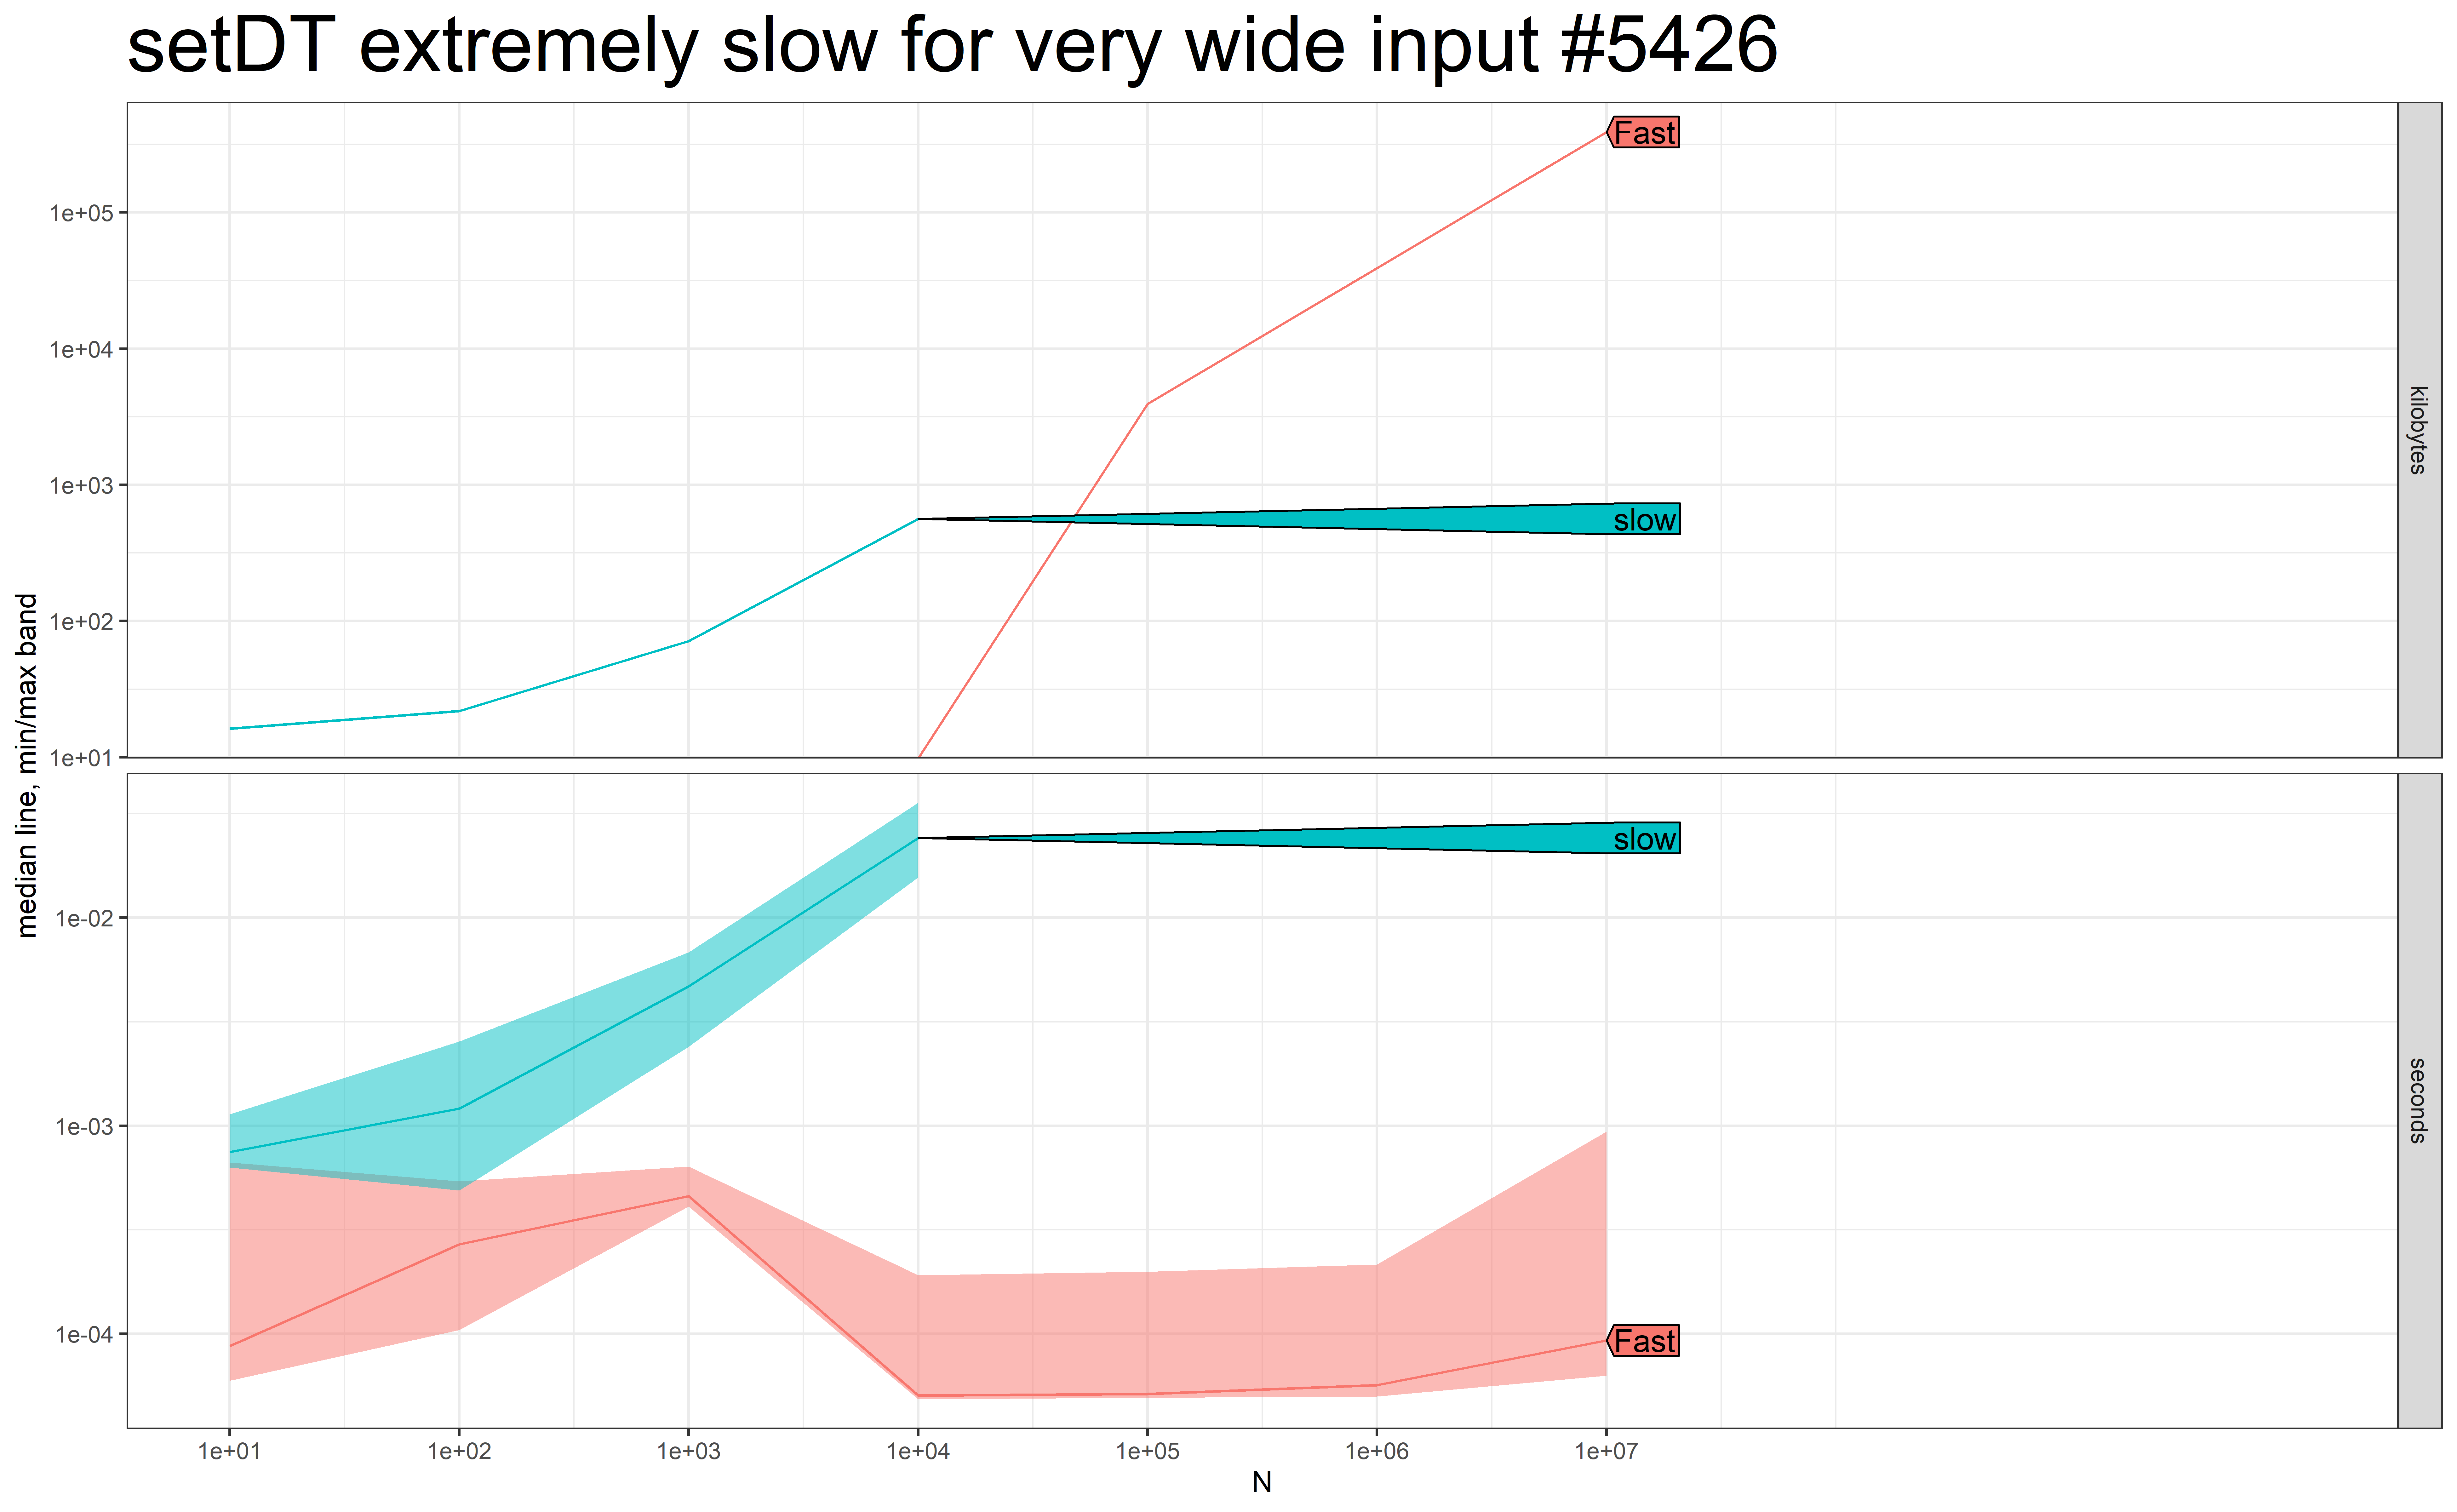 setDT extremely slow for very wide input #5426
median line, min/max band
1e+05
1e+04
1e+03
1e+02
1e+01
Fast
slow
kilobytes
1e-02
1e-03
1e-04
slow
Fast
seconds
1e+01 1e+02 1e+03 1e+04 1e+05 1e+06 1e+07
N